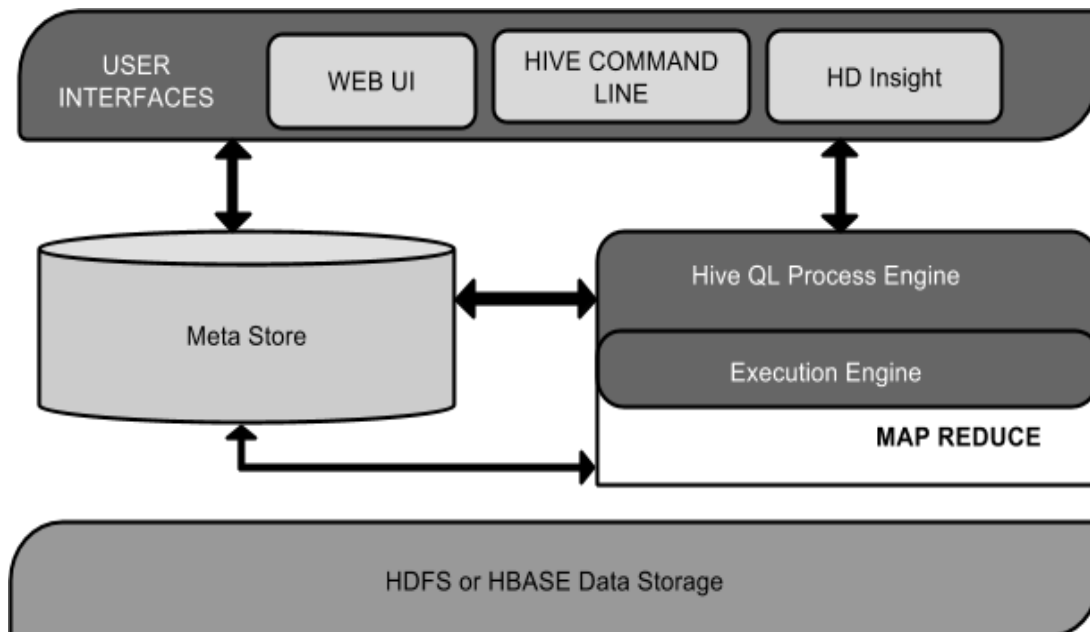 USER
INTERFACES
WEB UI
HIVE COMMAND
LINE
HD Insight
Meta Store
Hive QL Process Engine
Execution Engine
MAP REDUCE
HDFS or HBASE Data Storage